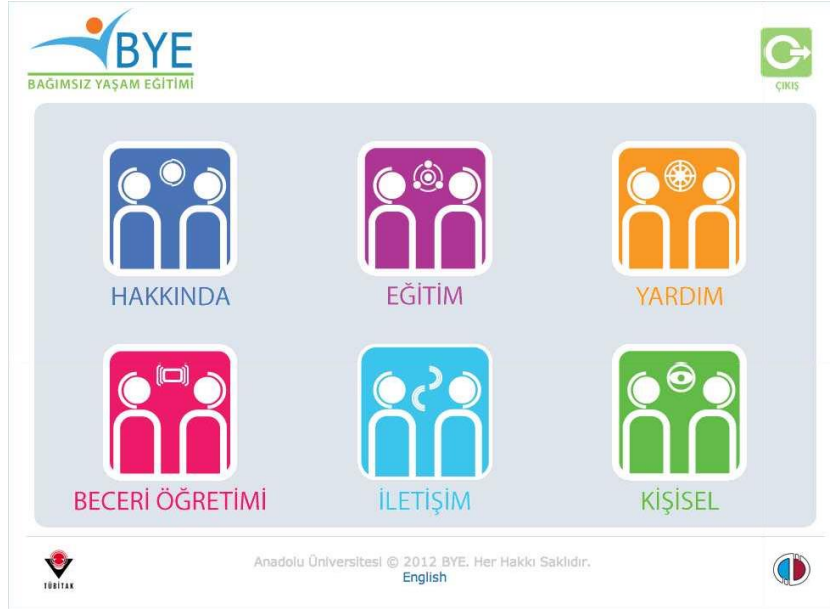 BYE
BAĞIMSIZ YAŞAM EĞİTİMİ
ÇIKIŞ
HAKKINDA
EĞİTİM
YARDIM
BECERİ ÖĞRETİMİ
İLETİŞİM
KİŞİSEL
TÜBİTAK
Anadolu Üniversitesi © 2012 BYE. Her Hakkı Saklıdır.
English